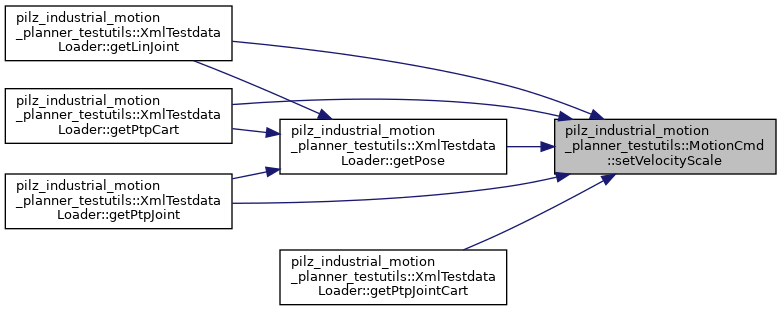 pilz_industrial_motion
_planner_testutils::XmlTestdata
Loader::getLinJoint
pilz_industrial_motion
_planner_testutils::XmlTestdata
Loader::getPtpCart
pilz_industrial_motion
_planner_testutils::XmlTestdata
Loader::getPtpJoint
pilz_industrial_motion
_planner_testutils::XmlTestdata
Loader::getPose
pilz_industrial_motion
_planner_testutils::XmlTestdata
Loader::getPtpJointCart
pilz_industrial_motion
_planner_testutils::MotionCmd
::setVelocityScale